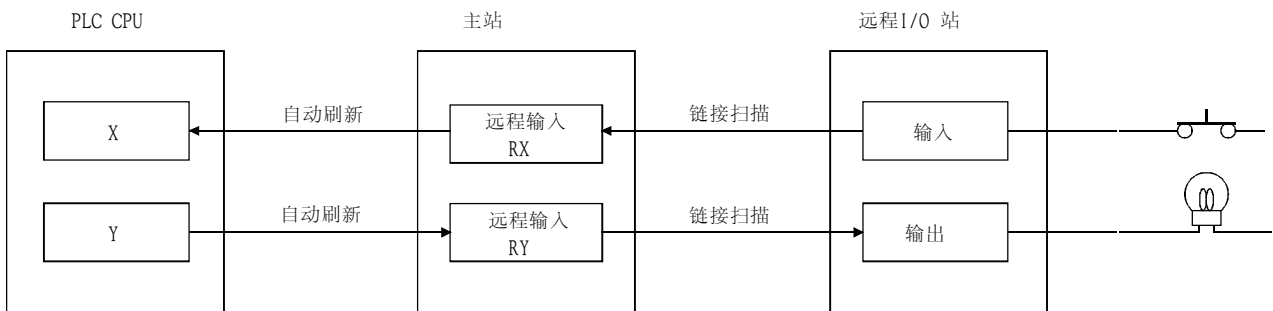 PLC CPU
主站
远程I/O 站
X
自动刷新
远程输入
RX
链接扫描
输入
Y
自动刷新
远程输入
RY
链接扫描
输出